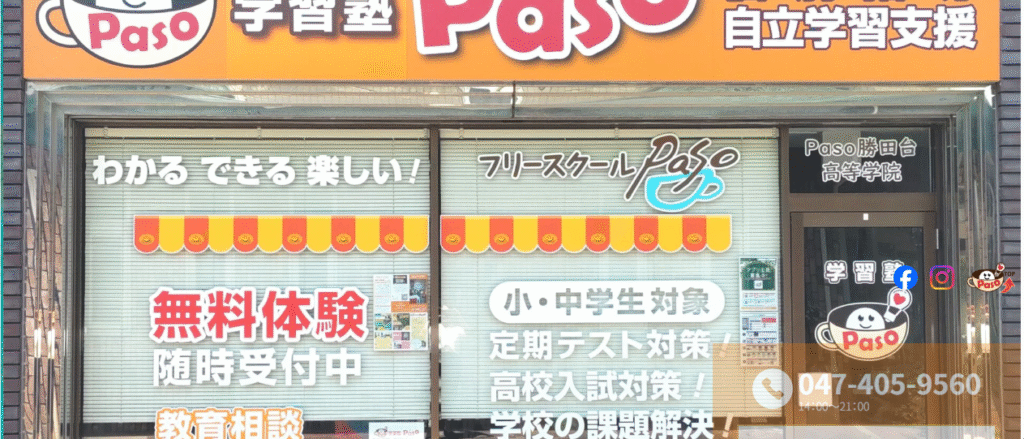 Paso
学習塾
Paso
自立学習支援
わかる できる 楽しい!
フリースクール Paso
Paso勝田台
高等学院
学習塾
Paso
Paso
無料体験
随時受付中
教育相談
小・中学生対象
定期テスト対策!
高校入試対策!
学校の課題解決!
047-405-9560
14:00~21:00